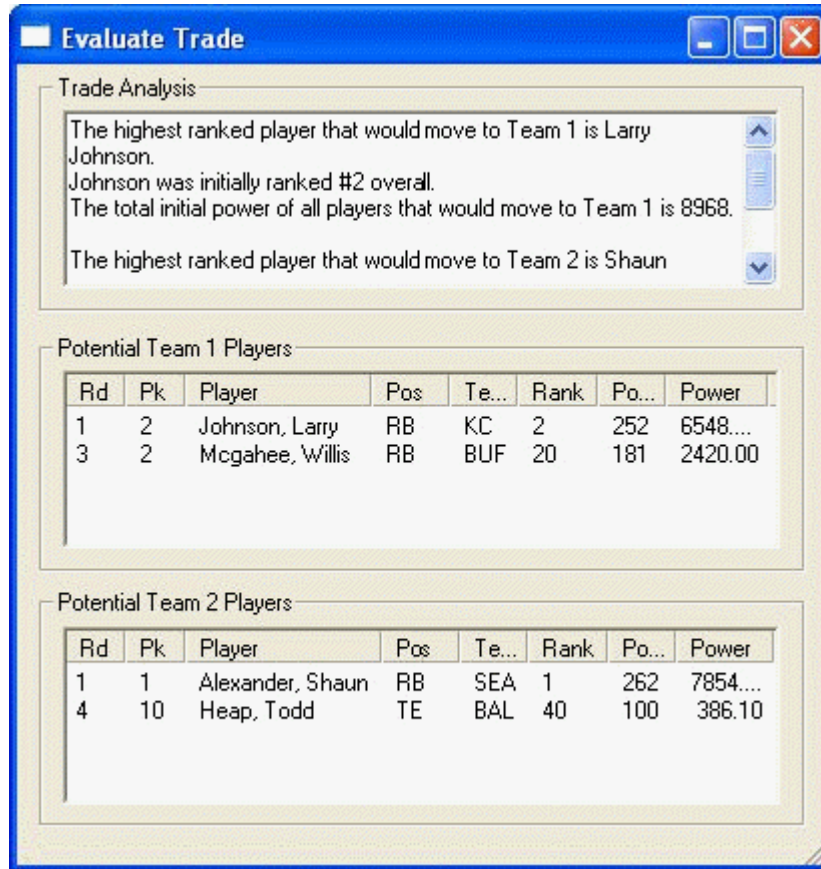 Evaluate Trade
Trade Analysis
The highest ranked player that would move to Team 1 is Larry
Johnson.
Johnson was initially ranked #2 overall.
The total initial power of all players that would move to Team 1 is 8968.
The highest ranked player that would move to Team 2 is Shaun
Potential Team 1 Players
Rd Pk Player Pos Te... Rank Po... Power
1 2 Johnson, Larry RB KC 2 252 6548....
3 2 Mcgahee, Willis RB BUF 20 181 2420.00
Potential Team 2 Players
Rd Pk Player Pos Te... Rank Po... Power
1 1 Alexander, Shaun RB SEA 1 262 7854....
4 10 Heap, Todd TE BAL 40 100 386.10